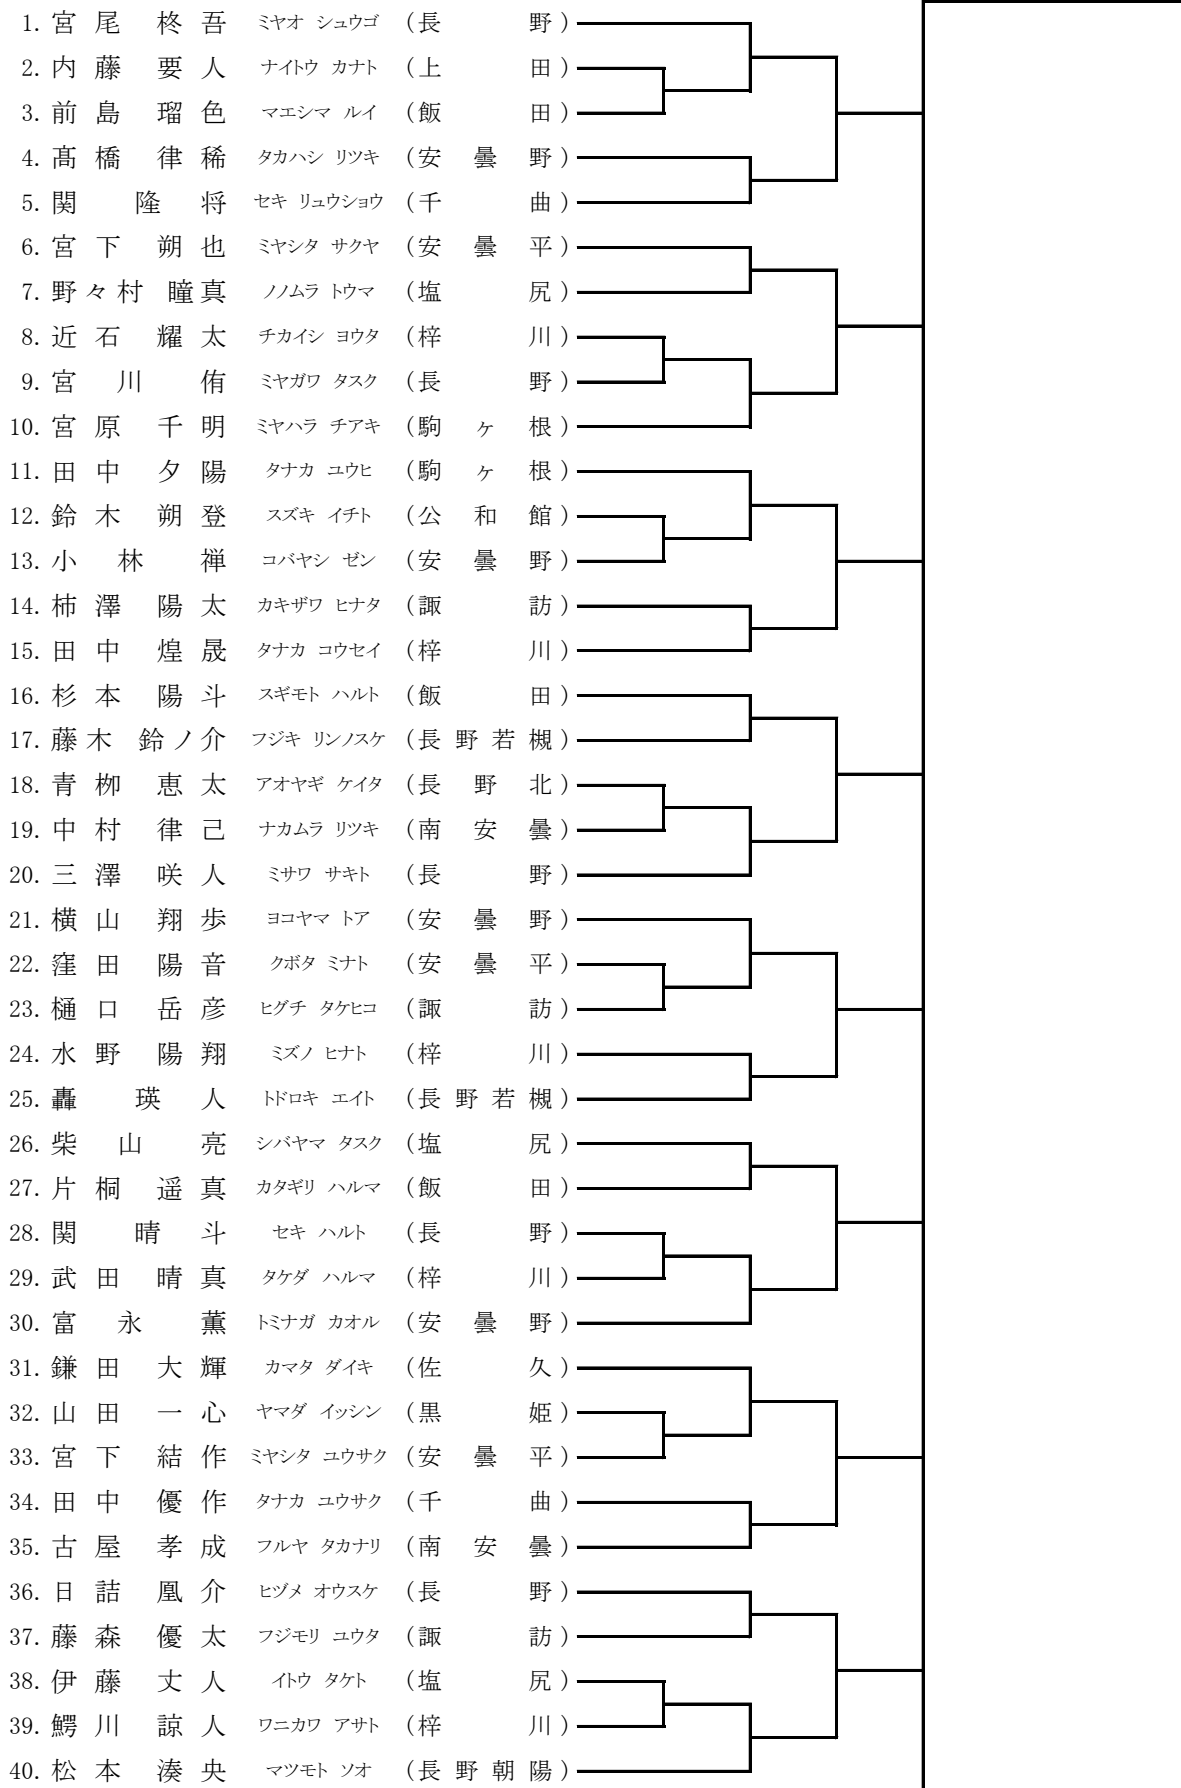 1. 宮尾 柊吾 ミヤオ シュウゴ (長野)
2. 内藤 要人 ナイトウ カナト (上田)
3. 前島 瑠色 マエシマ ルイ (飯田)
4. 髙橋 律稀 タカハシ リツキ (安曇野)
5. 関 隆将 セキ リュウショウ (千曲)
6. 宮下 朔也 ミヤシタ サクヤ (安曇平)
7. 野々村 瞳真 ノノムラ トウマ (塩尻)
8. 近石 耀太 チカイシ ヨウタ (梓川)
9. 宮川 侑 ミヤガワ タスク (長野)
10. 宮原 千明 ミヤハラ チアキ (駒ヶ根)
11. 田中 夕陽 タナカ ユウヒ (駒ヶ根)
12. 鈴木 朔登 スズキ イチト (公和館)
13. 小林 禅 コバヤシ ゼン (安曇野)
14. 柿澤 陽太 カキザワ ヒナタ (諏訪)
15. 田中 煌晟 タナカ コウセイ (梓川)
16. 杉本 陽斗 スギモト ハルト (飯田)
17. 藤木 鈴ノ介 フジキ リンノスケ (長野若槻)
18. 青栁 恵太 アオヤギ ケイタ (長野北)
19. 中村 律己 ナカムラ リツキ (南安曇)
20. 三澤 咲人 ミサワ サキト (長野)
21. 横山 翔歩 ヨコヤマ トア (安曇野)
22. 窪田 陽音 クボタ ミナト (安曇平)
23. 樋口 岳彦 ヒグチ タケヒコ (諏訪)
24. 水野 陽翔 ミズノ ヒナト (梓川)
25. 轟 瑛人 トドロキ エイト (長野若槻)
26. 柴山 亮 シバヤマ タスク (塩尻)
27. 片桐 遥真 カタギリ ハルマ (飯田)
28. 関 晴斗 セキ ハルト (長野)
29. 武田 晴真 タケダ ハルマ (梓川)
30. 富永 薫 トミナガ カオル (安曇野)
31. 鎌田 大輝 カマタ ダイキ (佐久)
32. 山田 一心 ヤマダ イッシン (黒姫)
33. 宮下 結作 ミヤシタ ユウサク (安曇平)
34. 田中 優作 タナカ ユウサク (千曲)
35. 古屋 孝成 フルヤ タカナリ (南安曇)
36. 日詰 凰介 ヒヅメ オウスケ (長野)
37. 藤森 優太 フジモリ ユウタ (諏訪)
38. 伊藤 丈人 イトウ タケト (塩尻)
39. 鰐川 諒人 ワニカワ アサト (梓川)
40. 松本 湊央 マツモト ソオ (長野朝陽)